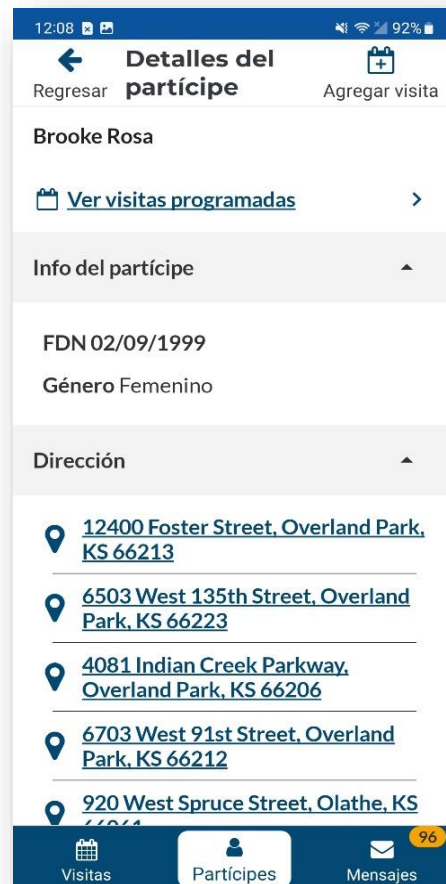 12:08 92%
Detalles del
Regresar partícipe Agregar visita
Brooke Rosa
Ver visitas programadas
Info del partícipe
FDN 02/09/1999
Género Femenino
Dirección
12400 Foster Street, Overland Park,
KS 66213
6503 West 135th Street, Overland
Park, KS 66223
4081 Indian Creek Parkway,
Overland Park, KS 66206
6703 West 91st Street, Overland
Park, KS 66212
920 West Spruce Street, Olathe, KS
96
Visitas Partícipes Mensajes